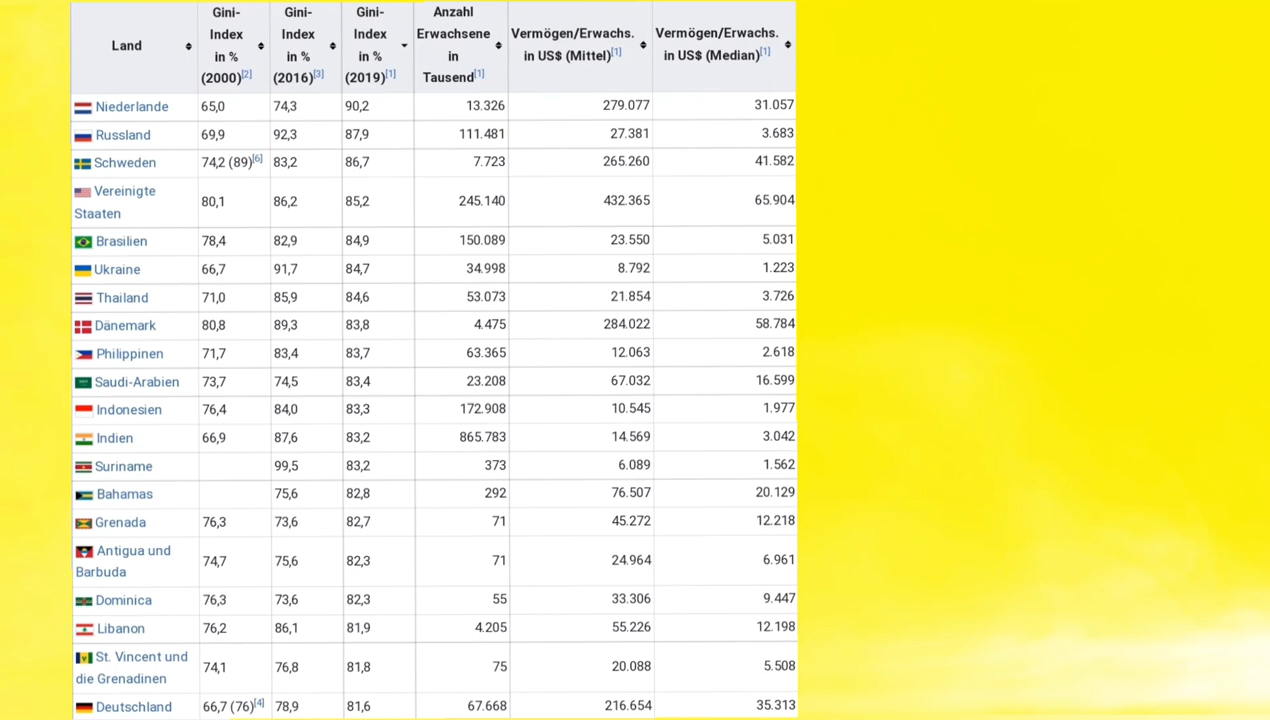 Land Gini-Index in % (2000)[2] Gini-Index in % (2016)[3] Gini-Index in % (2019)[1] Anzahl Erwachsene in Tausend[1] Vermögen/Erwachs. in US$ (Mittel)[1] Vermögen/Erwachs. in US$ (Median)[1]
Niederlande 65,0 74,3 90,2 13.326 279.077 31.057
Russland 69,9 92,3 87,9 111.481 27.381 3.683
Schweden 74,2 (89)[6] 83,2 86,7 7.723 265.260 41.582
Vereinigte Staaten 80,1 86,2 85,2 245.140 432.365 65.904
Brasilien 78,4 82,9 84,9 150.089 23.550 5.031
Ukraine 66,7 91,7 84,7 34.998 8.792 1.223
Thailand 71,0 85,9 84,6 53.073 21.854 3.726
Dänemark 80,8 89,3 83,8 4.475 284.022 58.784
Philippinen 71,7 83,4 83,7 63.365 12.063 2.618
Saudi-Arabien 73,7 74,5 83,4 23.208 67.032 16.599
Indonesien 76,4 84,0 83,3 172.908 10.545 1.977
Indien 66,9 87,6 83,2 865.783 14.569 3.042
Suriname 99,5 83,2 373 6.089 1.562
Bahamas 75,6 82,8 292 76.507 20.129
Grenada 76,3 73,6 82,7 71 45.272 12.218
Antigua und Barbuda 74,7 75,6 82,3 71 24.964 6.961
Dominica 76,3 73,6 82,3 55 33.306 9.447
Libanon 76,2 86,1 81,9 4.205 55.226 12.198
St. Vincent und die Grenadinen 74,1 76,8 81,8 75 20.088 5.508
Deutschland 66,7 (76)[4] 78,9 81,6 67.668 216.654 35.313